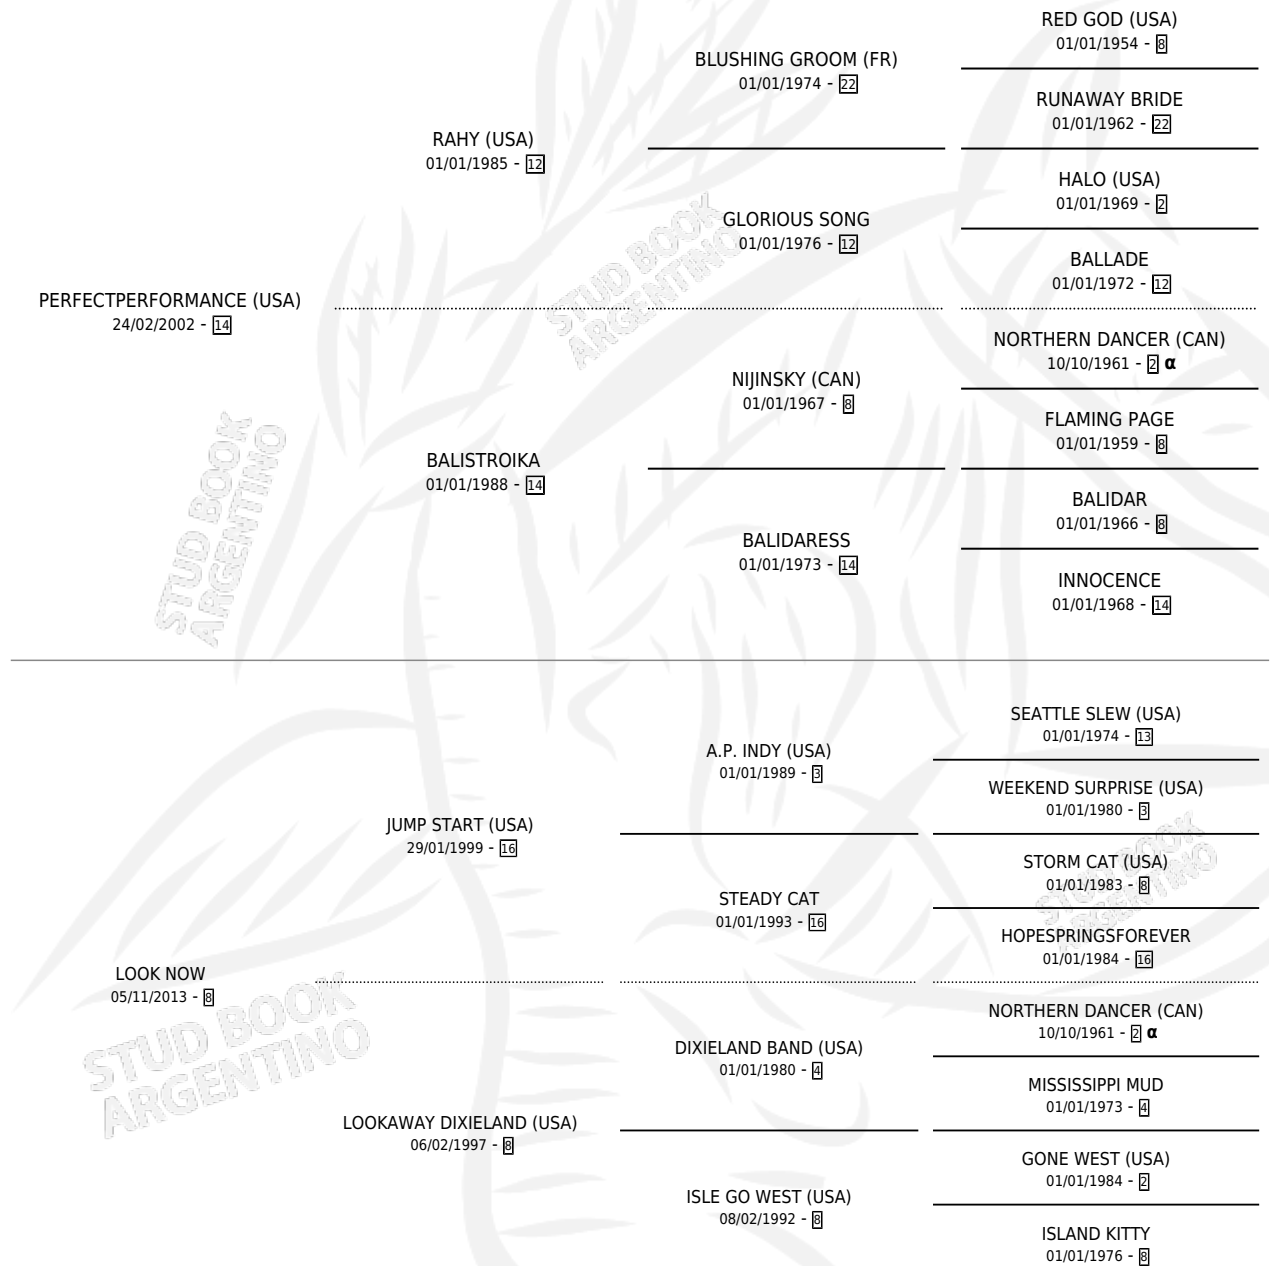 RED GOD (USA)
01/01/1954 - 8
BLUSHING GROOM (FR)
01/01/1974 - 22
RUNAWAY BRIDE
01/01/1962 - 22
RAHY (USA)
01/01/1985 - 12
HALO (USA)
01/01/1969 - 2
GLORIOUS SONG
01/01/1976 - 12
BALLADE
01/01/1972 - 12
PERFECTPERFORMANCE (USA)
24/02/2002 - 14
NORTHERN DANCER (CAN)
10/10/1961 - 2 α
NIJINSKY (CAN)
01/01/1967 - 8
FLAMING PAGE
01/01/1959 - 8
BALISTROIKA
01/01/1988 - 14
BALIDAR
01/01/1966 - 8
BALIDARESS
01/01/1973 - 14
INNOCENCE
01/01/1968 - 14
SEATTLE SLEW (USA)
01/01/1974 - 13
A.P. INDY (USA)
01/01/1989 - 3
WEEKEND SURPRISE (USA)
01/01/1980 - 3
JUMP START (USA)
29/01/1999 - 16
STORM CAT (USA)
01/01/1983 - 8
STEADY CAT
01/01/1993 - 16
HOPESPRINGSFOREVER
01/01/1984 - 16
LOOK NOW
05/11/2013 - 8
NORTHERN DANCER (CAN)
10/10/1961 - 2 α
DIXIELAND BAND (USA)
01/01/1980 - 4
MISSISSIPPI MUD
01/01/1973 - 4
LOOKAWAY DIXIELAND (USA)
06/02/1997 - 8
GONE WEST (USA)
01/01/1984 - 2
ISLE GO WEST (USA)
08/02/1992 - 8
ISLAND KITTY
01/01/1976 - 8
STUD BOOK
ARGENTINO
STUD BOOK
ARGENTINO
STUD BOOK
ARGENTINO
STUD BOOK
ARGENTINO